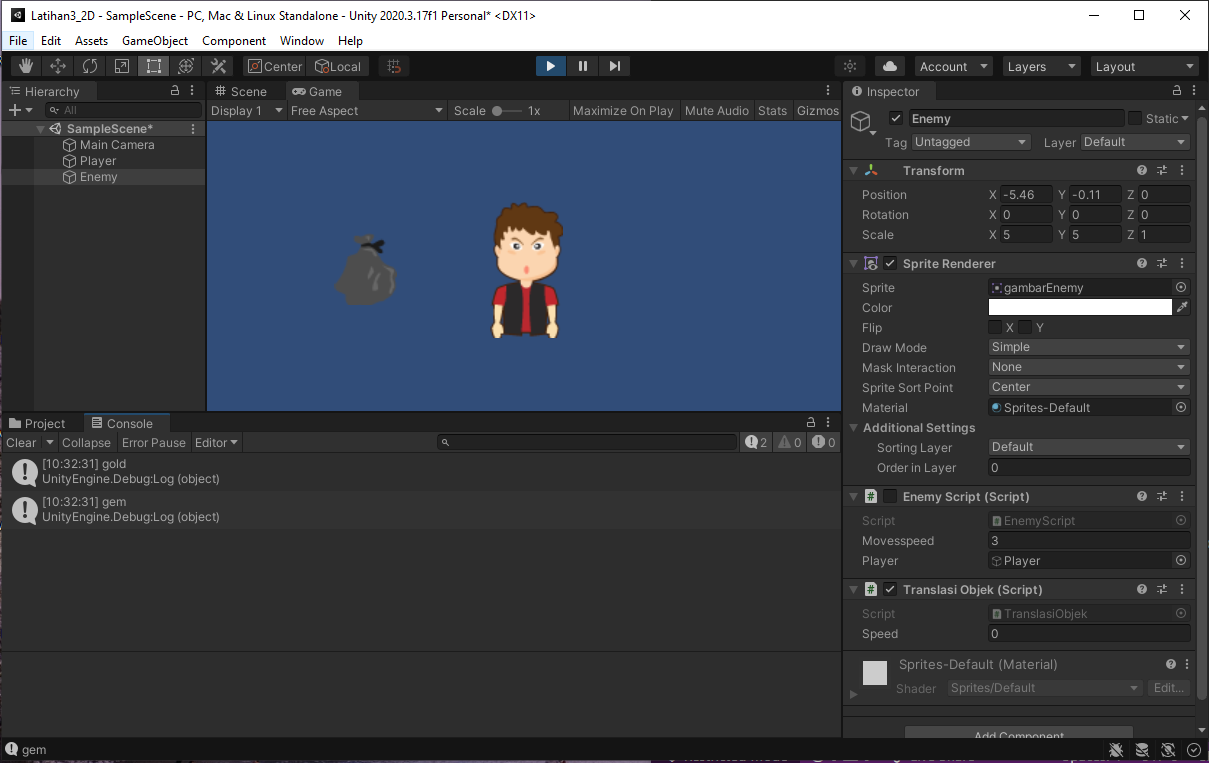 Latihan3_2D - SampleScene - PC, Mac & Linux Standalone - Unity 2020.3.17f1 Personal* <DX11>
File Edit Assets GameObject Component Window Help
Center Local Account Layers Layout
Hierarchy
All
SampleScene*
Main Camera
Player
Enemy
Scene Game
Display 1 Free Aspect Scale 1x Maximize On Play Mute Audio Stats Gizmos
Project Console
Clear Collapse Error Pause Editor 2 0 0
[10:32:31] gold
UnityEngine.Debug:Log (object)
[10:32:31] gem
UnityEngine.Debug:Log (object)
Inspector
Enemy Static
Tag Untagged Layer Default
Transform
Position X -5.46 Y -0.11 Z 0
Rotation X 0 Y 0 Z 0
Scale X 5 Y 5 Z 1
Sprite Renderer
Sprite gambarEnemy
Color
Flip X Y
Draw Mode Simple
Mask Interaction None
Sprite Sort Point Center
Material Sprites-Default
Additional Settings
Sorting Layer Default
Order in Layer 0
# Enemy Script (Script)
Script EnemyScript
Movesspeed 3
Player Player
# Translasi Objek (Script)
Script TranslasiObjek
Speed 0
Sprites-Default (Material)
Shader Sprites/Default Edit...
Add Component
gem